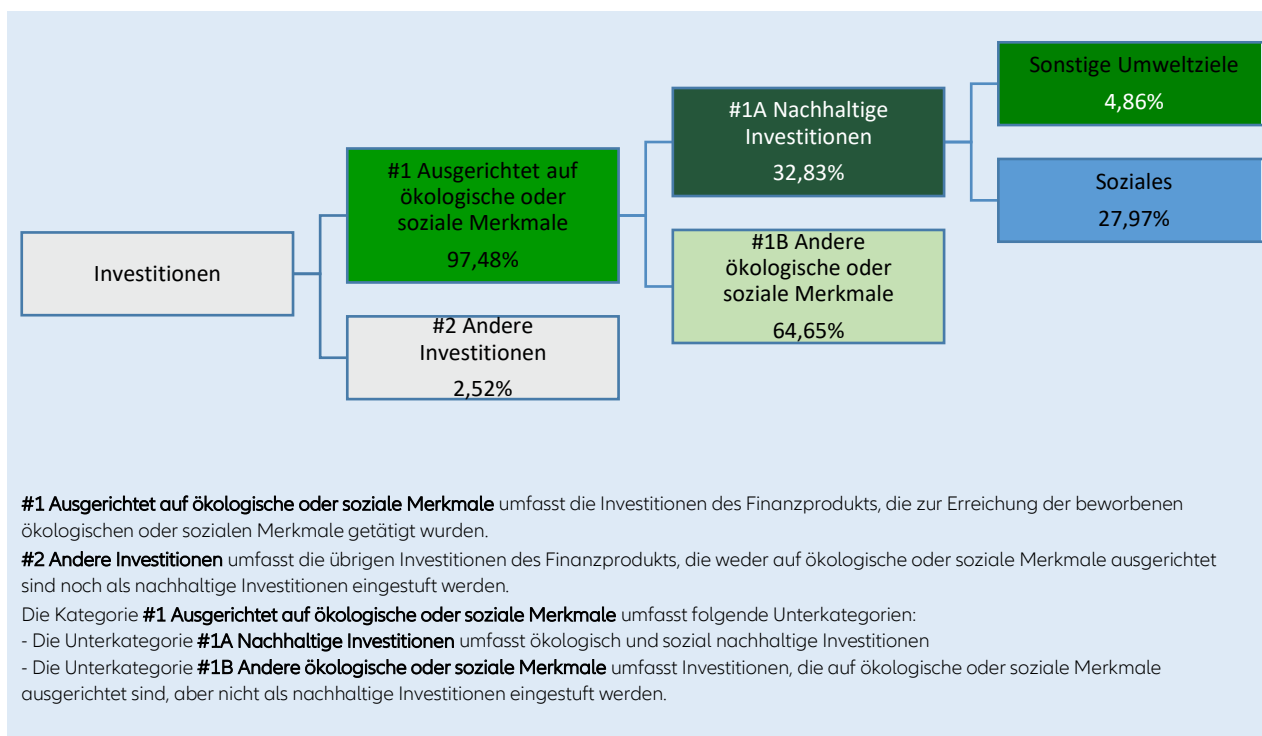 Investitionen
#1 Ausgerichtet auf
ökologische oder
soziale Merkmale
97,48%
#2 Andere
Investitionen
2,52%
#1A Nachhaltige
Investitionen
32,83%
#1B Andere
ökologische oder
soziale Merkmale
64,65%
Sonstige Umweltziele
4,86%
Soziales
27,97%
#1 Ausgerichtet auf ökologische oder soziale Merkmale umfasst die Investitionen des Finanzprodukts, die zur Erreichung der beworbenen
ökologischen oder sozialen Merkmale getätigt wurden.
#2 Andere Investitionen umfasst die übrigen Investitionen des Finanzprodukts, die weder auf ökologische oder soziale Merkmale ausgerichtet
sind noch als nachhaltige Investitionen eingestuft werden.
Die Kategorie #1 Ausgerichtet auf ökologische oder soziale Merkmale umfasst folgende Unterkategorien:
- Die Unterkategorie #1A Nachhaltige Investitionen umfasst ökologisch und sozial nachhaltige Investitionen
- Die Unterkategorie #1B Andere ökologische oder soziale Merkmale umfasst Investitionen, die auf ökologische oder soziale Merkmale
ausgerichtet sind, aber nicht als nachhaltige Investitionen eingestuft werden.